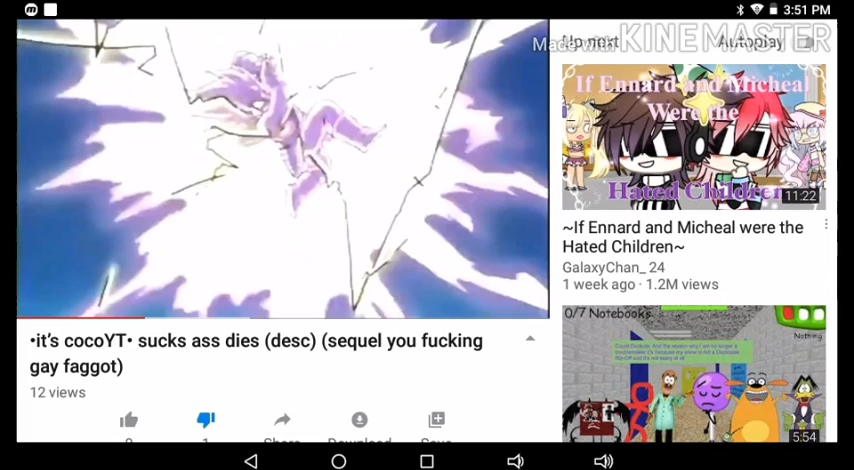 3:51 PM
Made with KINEMASTER
Up next
Autoplay
If Ennard and Micheal
Were the
Hated Children
11:22
~If Ennard and Micheal were the
Hated Children~
GalaxyChan_ 24
1 week ago · 1.2M views
•it's cocoYT• sucks ass dies (desc) (sequel you fucking
gay faggot)
12 views
1
Share
Download
Save
0/7 Notebooks
Nothing
5:54